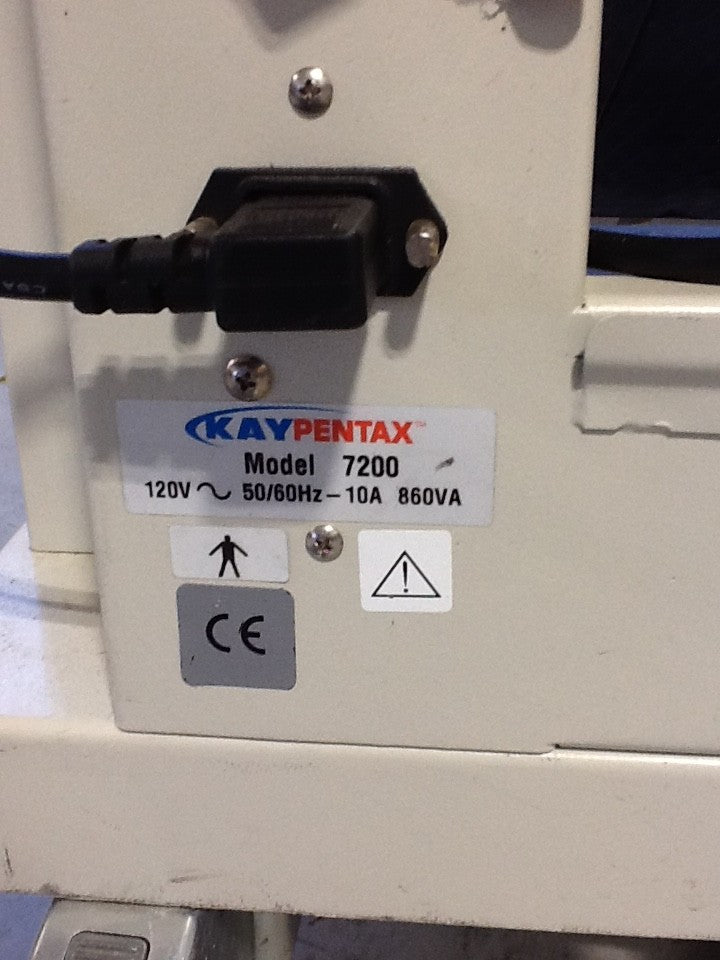 KAYPENTAX™
Model 7200
120V 50/60Hz – 10A 860VA
!
CE